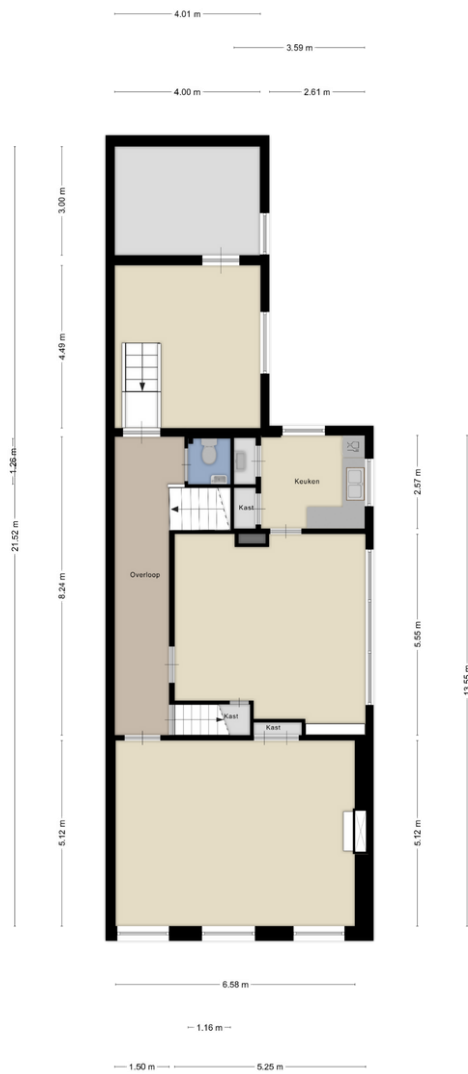 4.01 m
3.59 m
4.00 m
2.61 m
3.00 m
4.49 m
1.26 m
21.52 m
8.24 m
5.12 m
Keuken
Kast
Overloop
Kast
Kast
2.57 m
5.55 m
5.12 m
13.55 m
6.58 m
1.16 m
1.50 m
5.25 m